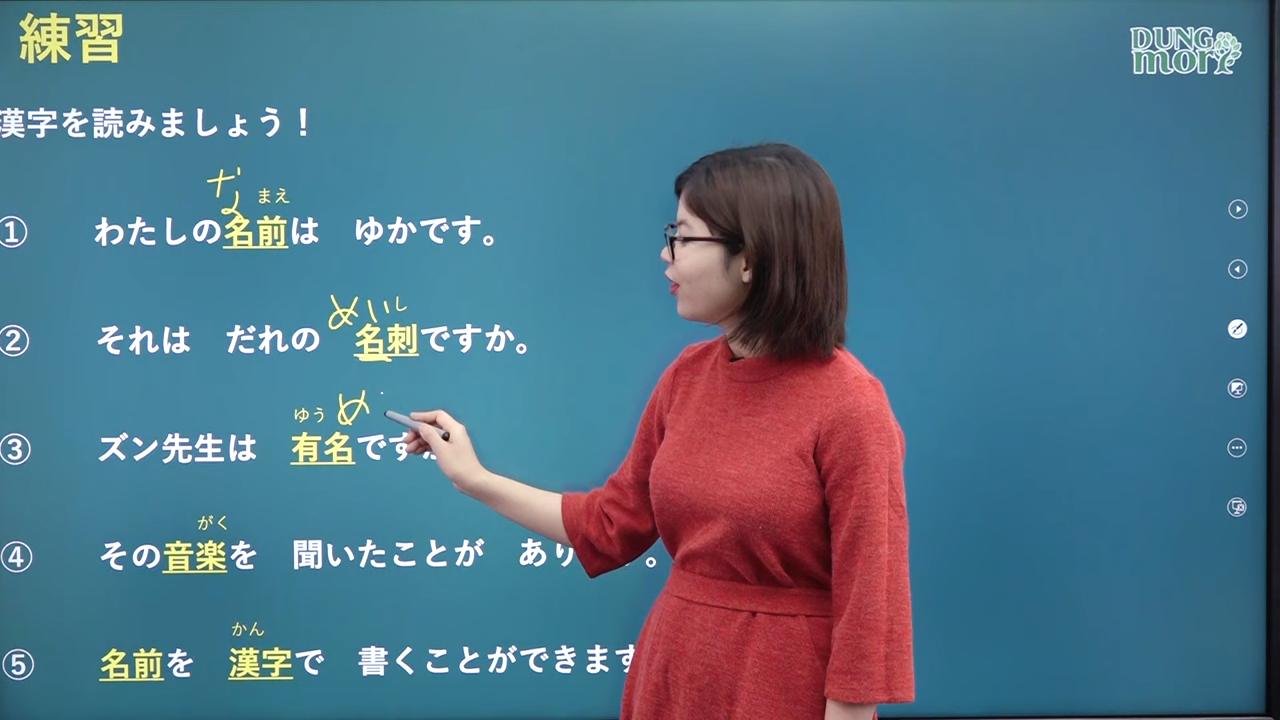 練習
DUNG
mori
漢字を読みましょう！
な まえ
① わたしの名前は ゆかです。
めいし
② それは だれの 名刺ですか。
ゆう め
③ ズン先生は 有名です
がく
④ その音楽を 聞いたことが あり 。
かん
⑤ 名前を 漢字で 書くことができます